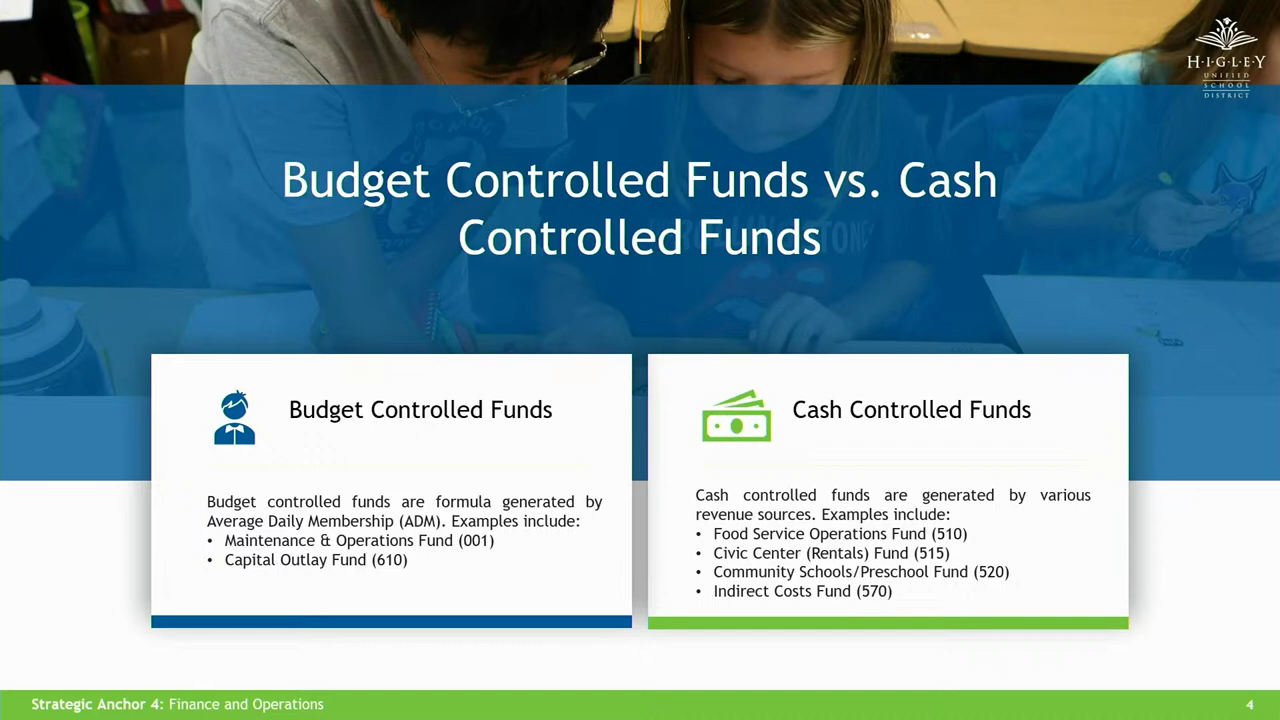 HIGLEY
UNIFIED
SCHOOL
DISTRICT
Budget Controlled Funds vs. Cash
Controlled Funds
Budget Controlled Funds
Budget controlled funds are formula generated by
Average Daily Membership (ADM). Examples include:
• Maintenance & Operations Fund (001)
• Capital Outlay Fund (610)
Cash Controlled Funds
Cash controlled funds are generated by various
revenue sources. Examples include:
• Food Service Operations Fund (510)
• Civic Center (Rentals) Fund (515)
• Community Schools/Preschool Fund (520)
• Indirect Costs Fund (570)
Strategic Anchor 4: Finance and Operations
4